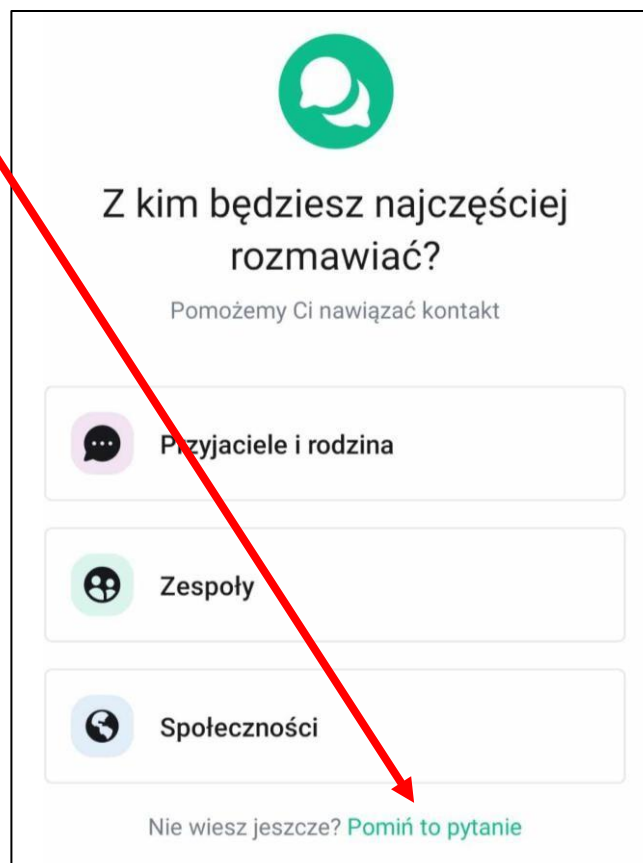 Z kim będziesz najczęściej
rozmawiać?
Pomożemy Ci nawiązać kontakt
Przyjaciele i rodzina
Zespoły
Społeczności
Nie wiesz jeszcze? Pomiń to pytanie